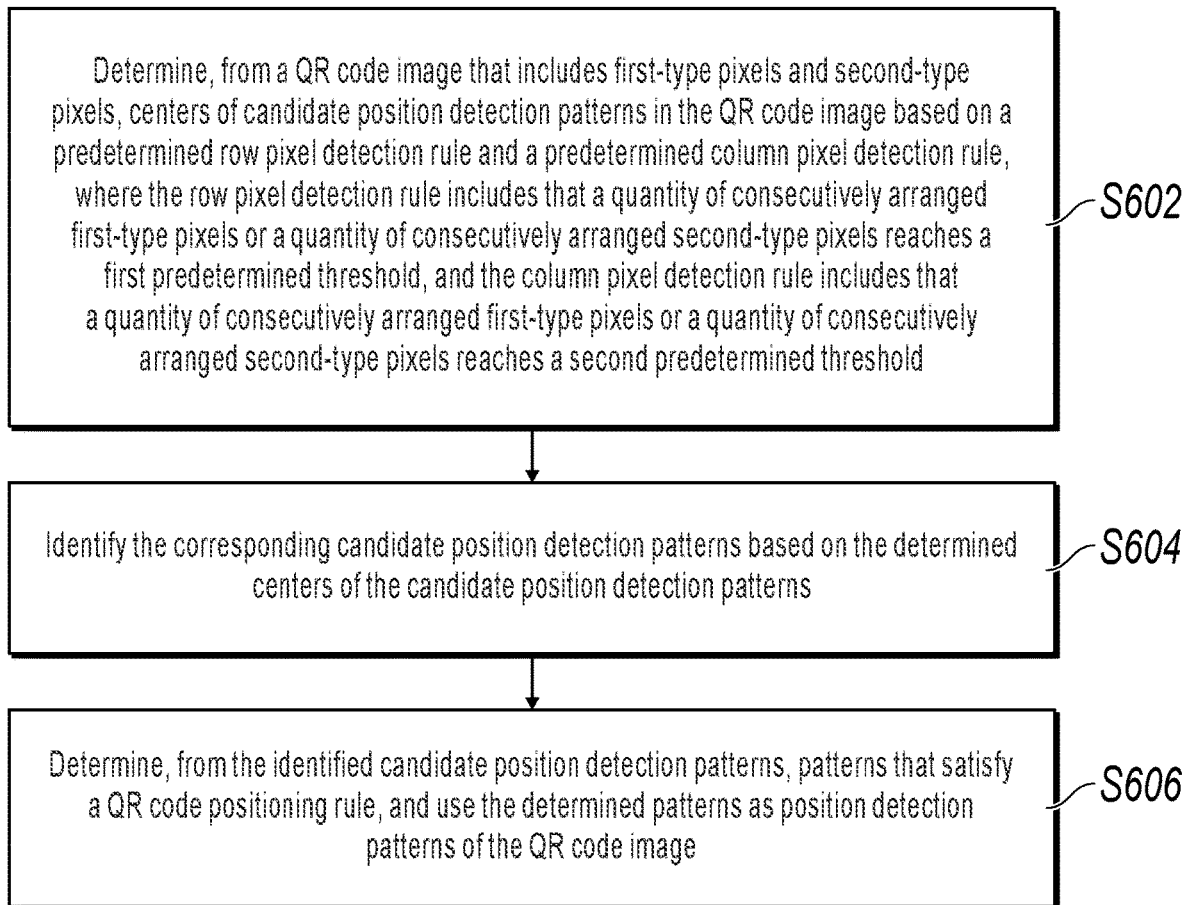 Determine, from a QR code image that includes first-type pixels and second-type
pixels, centers of candidate position detection patterns in the QR code image based on a
predetermined row pixel detection rule and a predetermined column pixel detection rule,
where the row pixel detection rule includes that a quantity of consecutively arranged
first-type pixels or a quantity of consecutively arranged second-type pixels reaches a
first predetermined threshold, and the column pixel detection rule includes that
a quantity of consecutively arranged first-type pixels or a quantity of consecutively
arranged second-type pixels reaches a second predetermined threshold
S602
Identify the corresponding candidate position detection patterns based on the determined
centers of the candidate position detection patterns
S604
Determine, from the identified candidate position detection patterns, patterns that satisfy
a QR code positioning rule, and use the determined patterns as position detection
patterns of the QR code image
S606